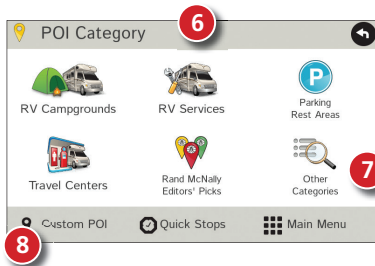 POI Category
6
RV Campgrounds
RV Services
P
Parking
Rest Areas
Travel Centers
Rand McNally
Editors' Picks
Other
Categories
7
Custom POI
Quick Stops
Main Menu
8